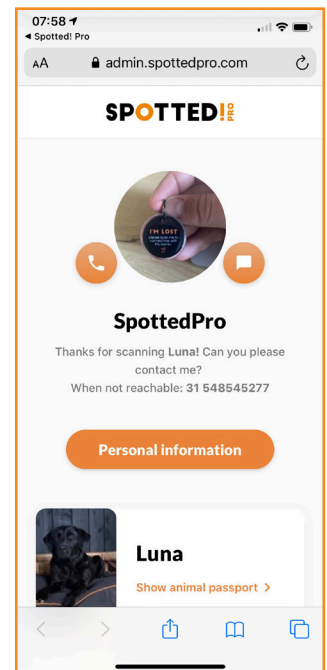 07:58
◀ Spotted! Pro
AA admin.spottedpro.com
SPOTTED! PRO
I'M LOST
SpottedPro
Thanks for scanning Luna! Can you please
contact me?
When not reachable: 31 548545277
Personal information
Luna
Show animal passport >